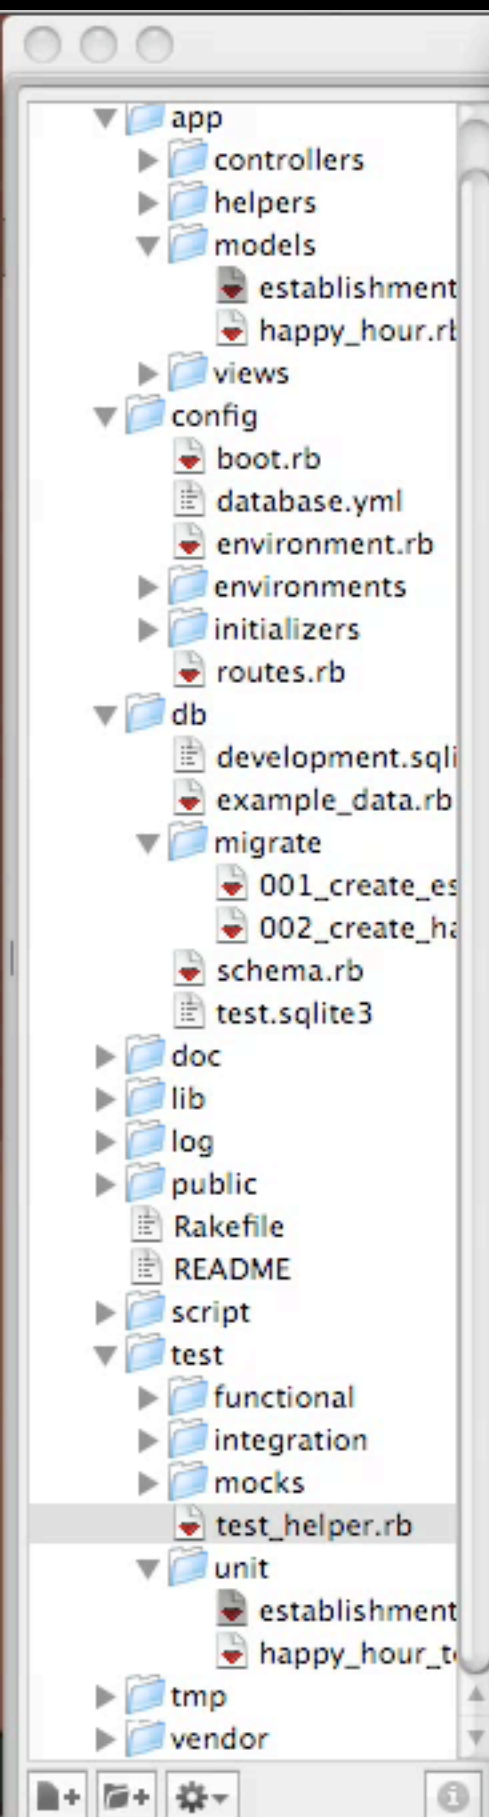 app
controllers
helpers
models
establishment
happy_hour.rb
views
config
boot.rb
database.yml
environment.rb
environments
initializers
routes.rb
db
development.sqli
example_data.rb
migrate
001_create_es
002_create_ha
schema.rb
test.sqlite3
doc
lib
log
public
Rakefile
README
script
test
functional
integration
mocks
test_helper.rb
unit
establishment
happy_hour_te
tmp
vendor